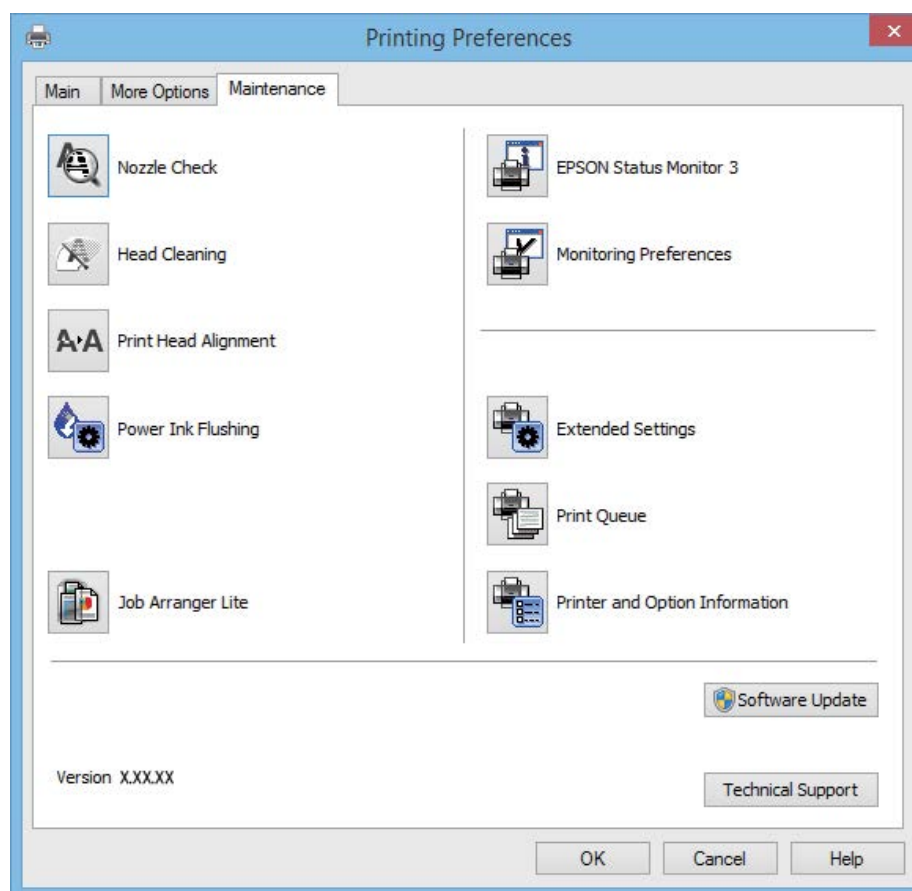 Printing Preferences
Main
More Options
Maintenance
Nozzle Check
Head Cleaning
A·A Print Head Alignment
Power Ink Flushing
Job Arranger Lite
EPSON Status Monitor 3
Monitoring Preferences
Extended Settings
Print Queue
Printer and Option Information
Software Update
Version X.XX.XX
Technical Support
OK
Cancel
Help